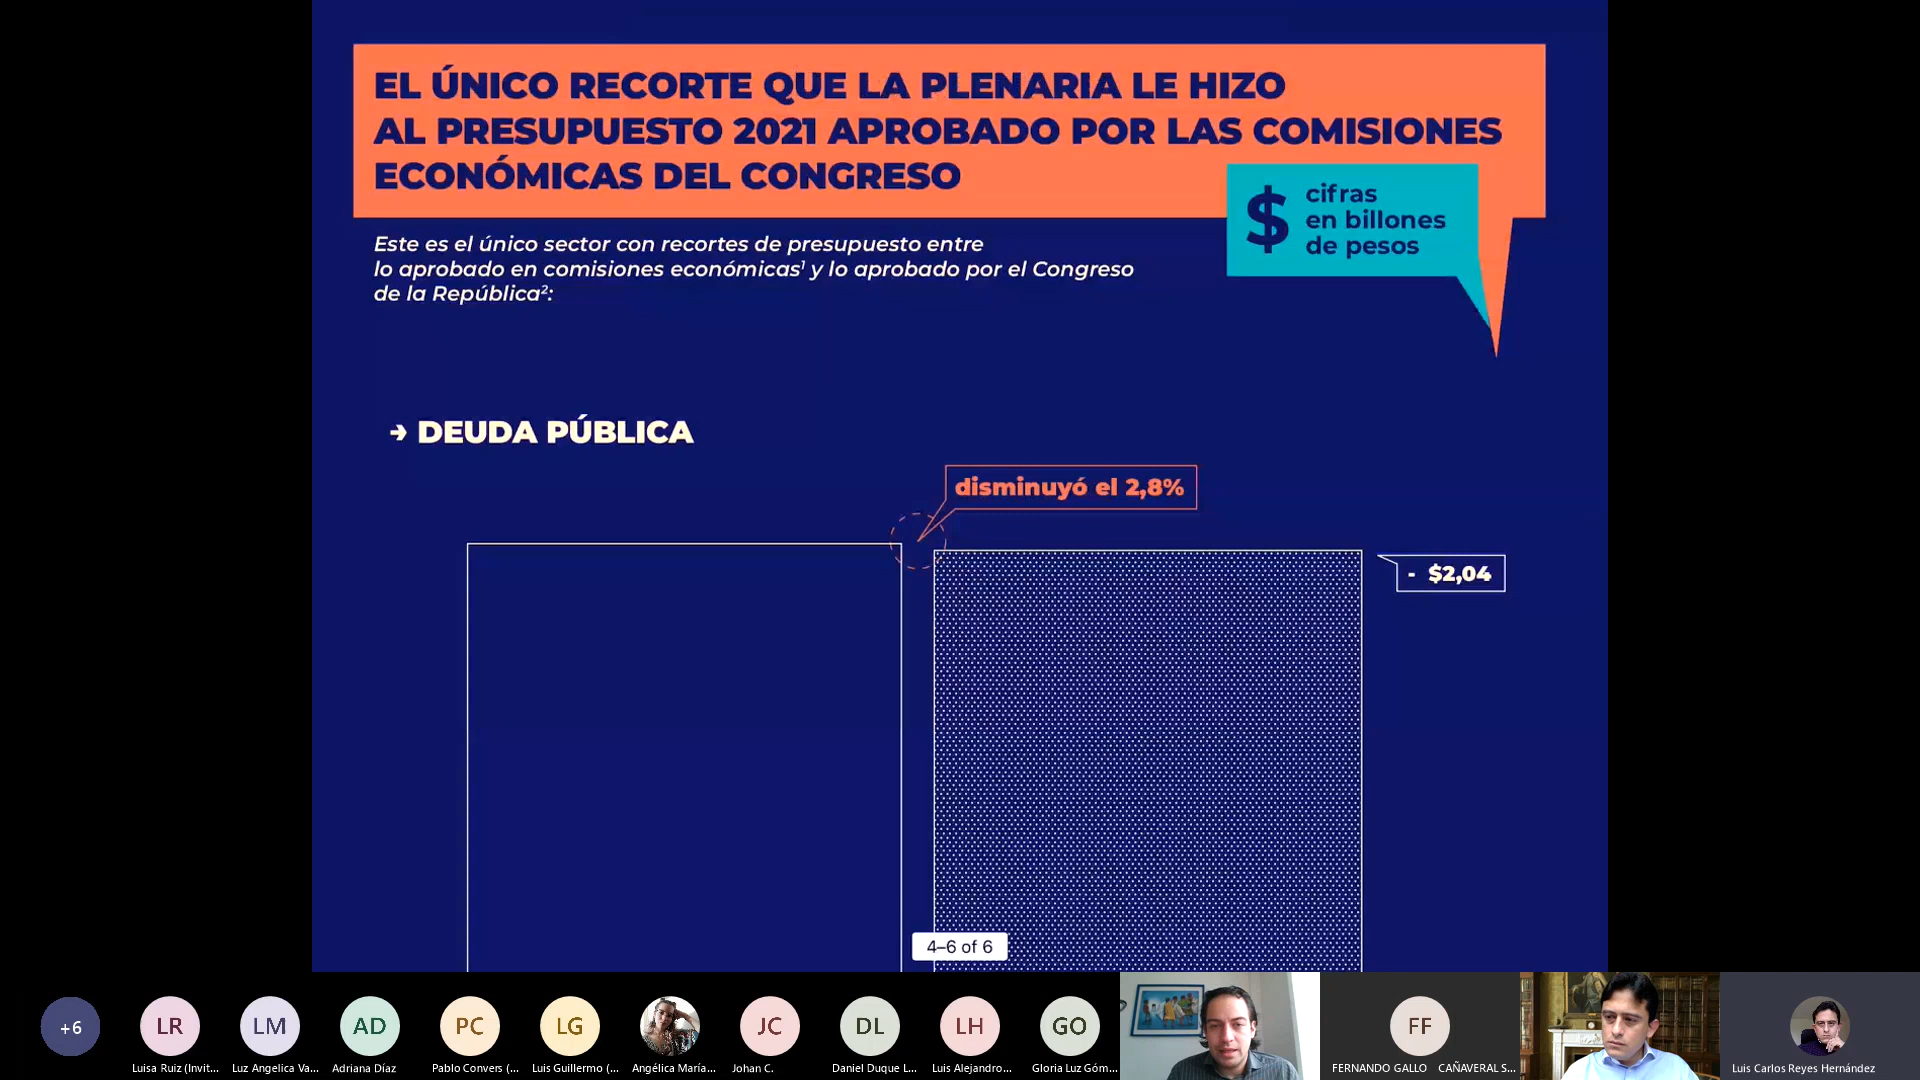 EL ÚNICO RECORTE QUE LA PLENARIA LE HIZO
AL PRESUPUESTO 2021 APROBADO POR LAS COMISIONES
ECONÓMICAS DEL CONGRESO
$
cifras
en billones
de pesos
Este es el único sector con recortes de presupuesto entre
lo aprobado en comisiones económicas¹ y lo aprobado por el Congreso
de la República²:
→ DEUDA PÚBLICA
disminuyó el 2,8%
- $2,04
4–6 of 6
+6
LR
LM
AD
PC
LG
JC
DL
LH
GO
FF
Luisa Ruiz (Invit...
Luz Angelica Va...
Adriana Díaz
Pablo Convers (...
Luis Guillermo (...
Angélica María...
Johan C.
Daniel Duque L...
Luis Alejandro...
Gloria Luz Góm...
FERNANDO GALLO CAÑAVERAL S...
Luis Carlos Reyes Hernández